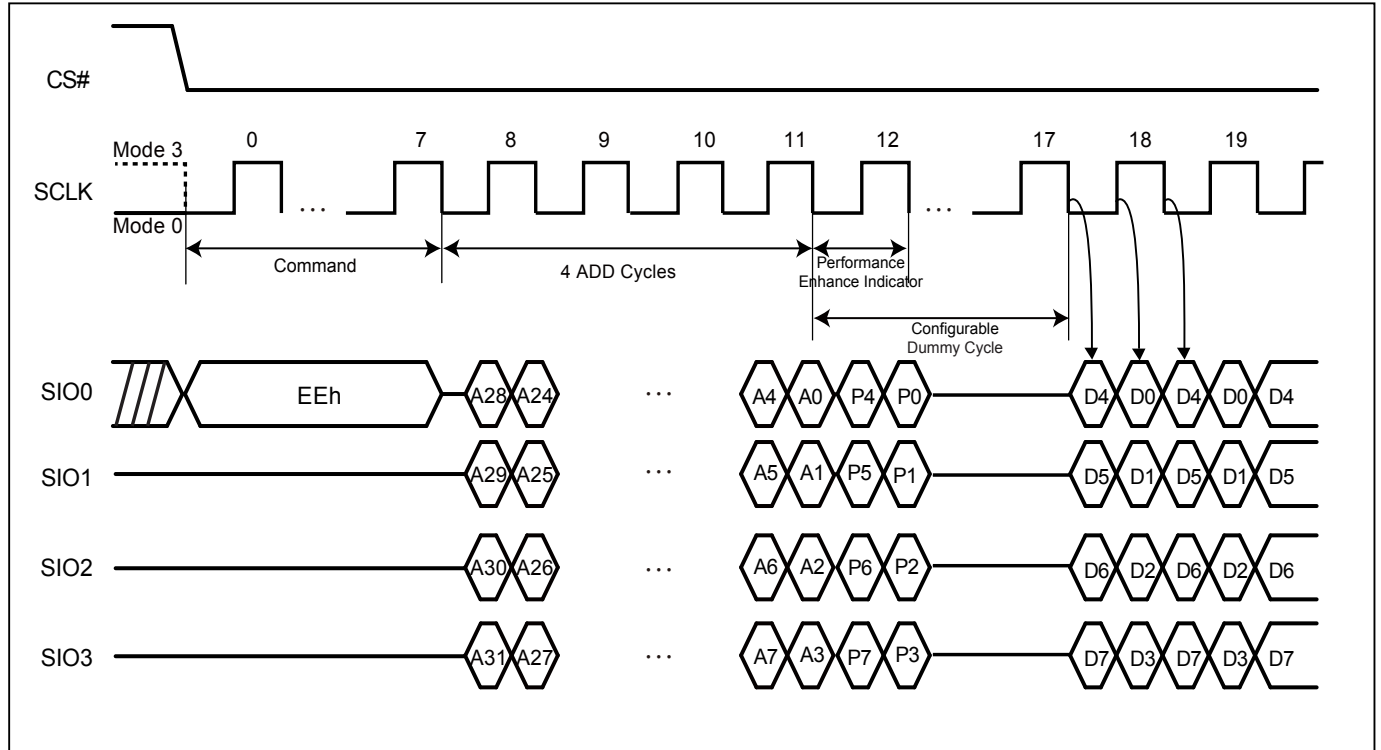 CS#
0 7 8 9 10 11 12 17 18 19
Mode 3
SCLK
...
...
Mode 0
Command
4 ADD Cycles
Performance
Enhance Indicator
Configurable
Dummy Cycle
SIO0 EEh A28 A24 ... A4 A0 P4 P0 D4 D0 D4 D0 D4
SIO1 A29 A25 ... A5 A1 P5 P1 D5 D1 D5 D1 D5
SIO2 A30 A26 ... A6 A2 P6 P2 D6 D2 D6 D2 D6
SIO3 A31 A27 ... A7 A3 P7 P3 D7 D3 D7 D3 D7